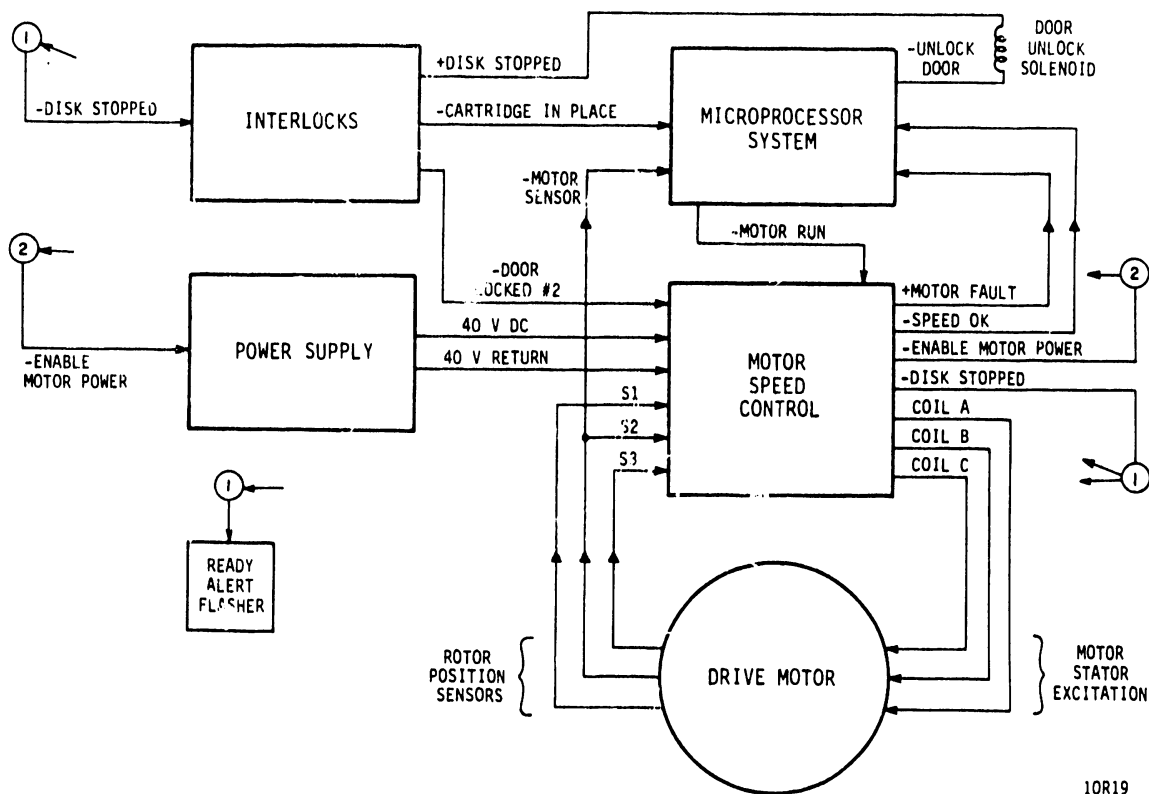 1
-DISK STOPPED
INTERLOCKS
+DISK STOPPED
-CARTRIDGE IN PLACE
-UNLOCK
DOOR
DOOR
UNLOCK
SOLENOID
MICROPROCESSOR
SYSTEM
-MOTOR
SENSOR
-MOTOR RUN
2
-ENABLE
MOTOR POWER
POWER SUPPLY
-DOOR
LOCKED #2
40 V DC
40 V RETURN
S1
S2
S3
MOTOR
SPEED
CONTROL
+MOTOR FAULT
-SPEED OK
-ENABLE MOTOR POWER
-DISK STOPPED
COIL A
COIL B
COIL C
2
1
1
READY
ALERT
FLASHER
ROTOR
POSITION
SENSORS
DRIVE MOTOR
MOTOR
STATOR
EXCITATION
10R19